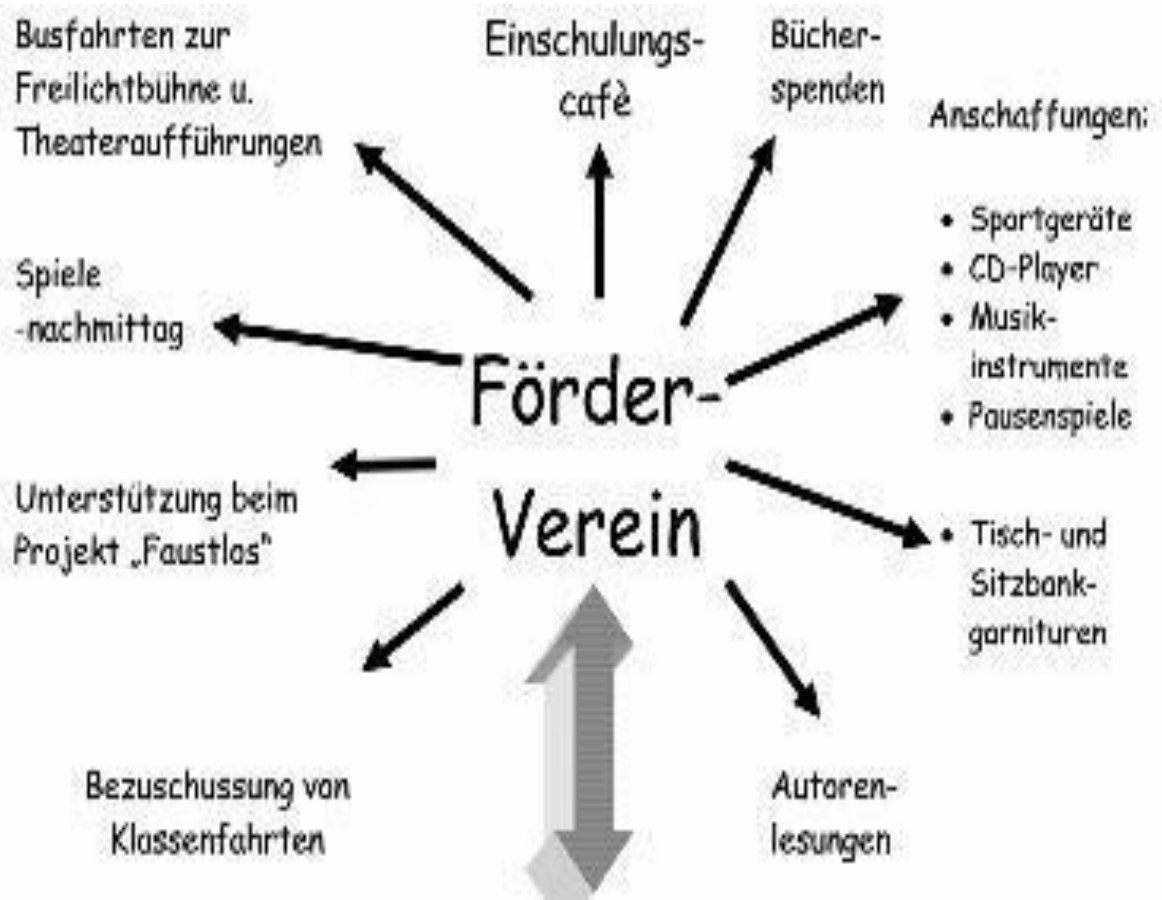 Busfahrten zur
Freilichtbühne u.
Theateraufführungen
Einschulungs-
cafè
Bücher-
spenden
Anschaffungen:
• Sportgeräte
• CD-Player
• Musik-
instrumente
• Pausenspiele
Spiele
-nachmittag
Förder-
Verein
Unterstützung beim
Projekt „Faustlos“
• Tisch- und
Sitzbank-
garnituren
Bezuschussung von
Klassenfahrten
Autoren-
lesungen